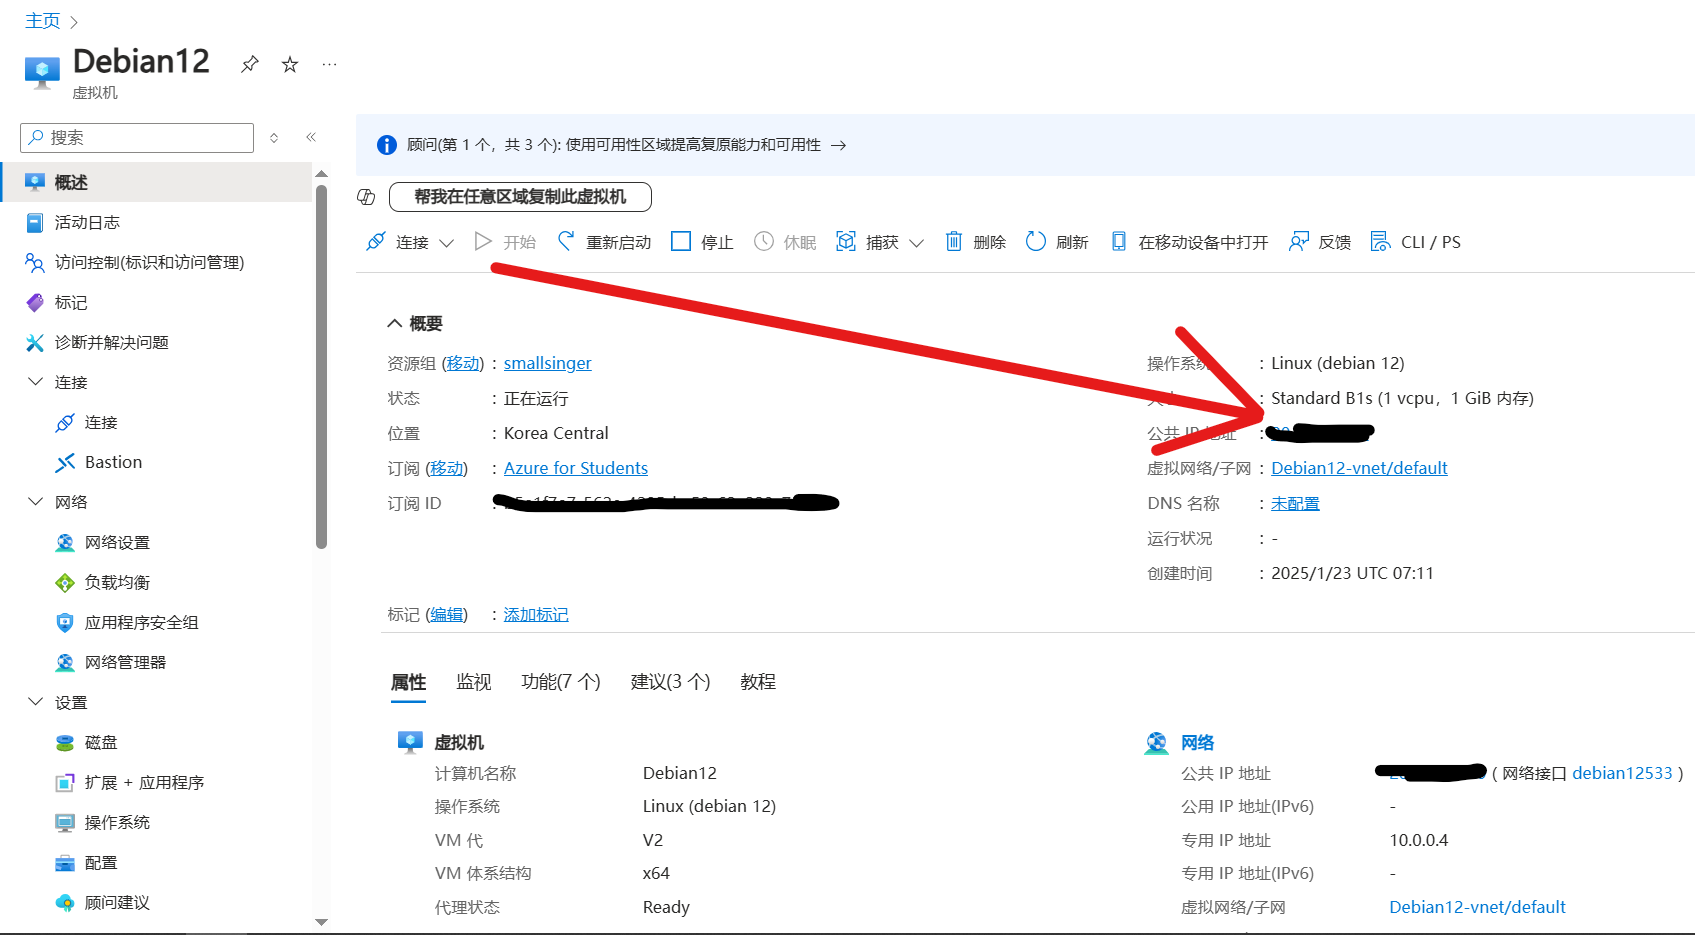 主页
Debian12
虚拟机
搜索
概述
活动日志
访问控制(标识和访问管理)
标记
诊断并解决问题
连接
连接
Bastion
网络
网络设置
负载均衡
应用程序安全组
网络管理器
设置
磁盘
扩展 + 应用程序
操作系统
配置
顾问建议
顾问(第 1 个，共 3 个): 使用可用性区域提高复原能力和可用性
帮我在任意区域复制此虚拟机
连接 开始 重新启动 停止 休眠 捕获 删除 刷新 在移动设备中打开 反馈 CLI / PS
概要
资源组 (移动) : smallsinger
状态 : 正在运行
位置 : Korea Central
订阅 (移动) : Azure for Students
订阅 ID :
标记 (编辑) : 添加标记
操作系统 : Linux (debian 12)
: Standard B1s (1 vcpu，1 GiB 内存)
公共 IP 地址 :
虚拟网络/子网 : Debian12-vnet/default
DNS 名称 : 未配置
运行状况 : -
创建时间 : 2025/1/23 UTC 07:11
属性 监视 功能(7 个) 建议(3 个) 教程
虚拟机
计算机名称 Debian12
操作系统 Linux (debian 12)
VM 代 V2
VM 体系结构 x64
代理状态 Ready
网络
公共 IP 地址 ( 网络接口 debian12533 )
公用 IP 地址(IPv6) -
专用 IP 地址 10.0.0.4
专用 IP 地址(IPv6) -
虚拟网络/子网 Debian12-vnet/default